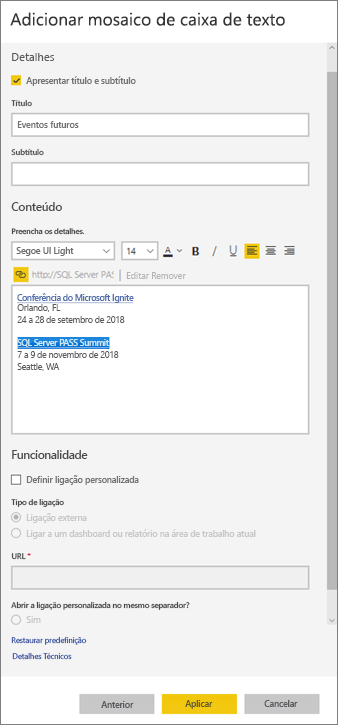 Adicionar mosaico de caixa de texto
Detalhes
Apresentar título e subtítulo
Título
Eventos futuros
Subtítulo
Conteúdo
Preencha os detalhes.
Segoe UI Light 14 A B I U
http://SQL Server PAS Editar Remover
Conferência do Microsoft Ignite
Orlando, FL
24 a 28 de setembro de 2018
SQL Server PASS Summit
7 a 9 de novembro de 2018
Seattle, WA
Funcionalidade
Definir ligação personalizada
Tipo de ligação
Ligação externa
Ligar a um dashboard ou relatório na área de trabalho atual
URL *
Abrir a ligação personalizada no mesmo separador?
Sim
Restaurar predefinição
Detalhes Técnicos
Anterior Aplicar Cancelar